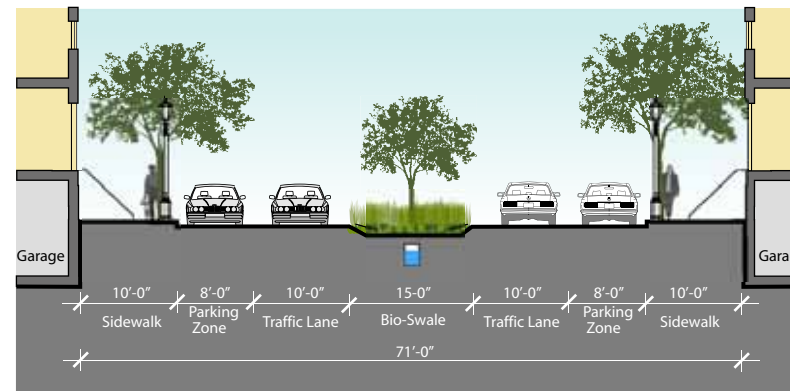 Garage
Gara
10’-0” 8’-0” 10’-0” 15-0” 10’-0” 8’-0” 10’-0”
Sidewalk Parking Zone Traffic Lane Bio-Swale Traffic Lane Parking Zone Sidewalk
71’-0”